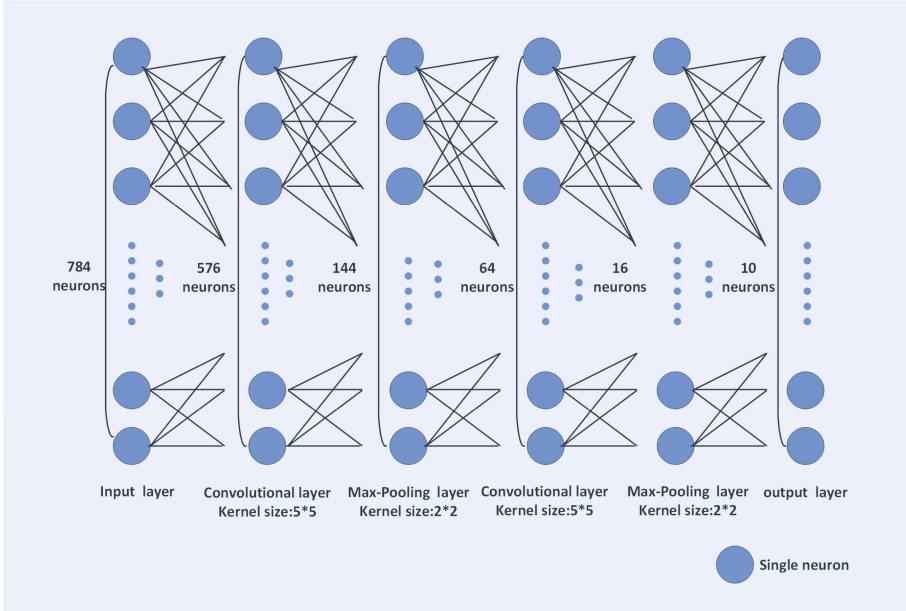 784
neurons
576
neurons
144
neurons
64
neurons
16
neurons
10
neurons
Input layer
Convolutional layer
Kernel size:5*5
Max-Pooling layer
Kernel size:2*2
Convolutional layer
Kernel size:5*5
Max-Pooling layer
Kernel size:2*2
output layer
Single neuron